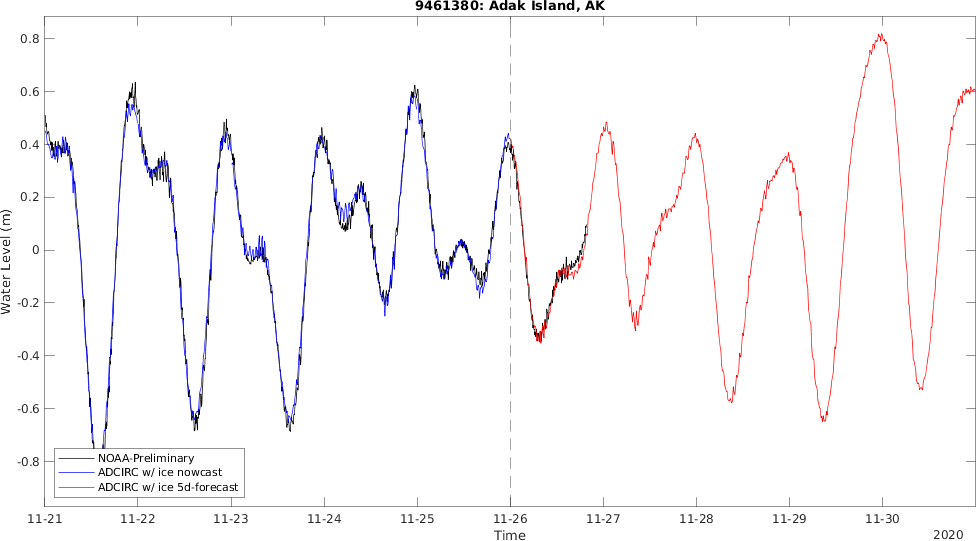 9461380: Adak Island, AK
Water Level (m)
0.8
0.6
0.4
0.2
0
-0.2
-0.4
-0.6
-0.8
NOAA-Preliminary
ADCIRC w/ ice nowcast
ADCIRC w/ ice 5d-forecast
11-21 11-22 11-23 11-24 11-25 11-26 11-27 11-28 11-29 11-30
Time
2020